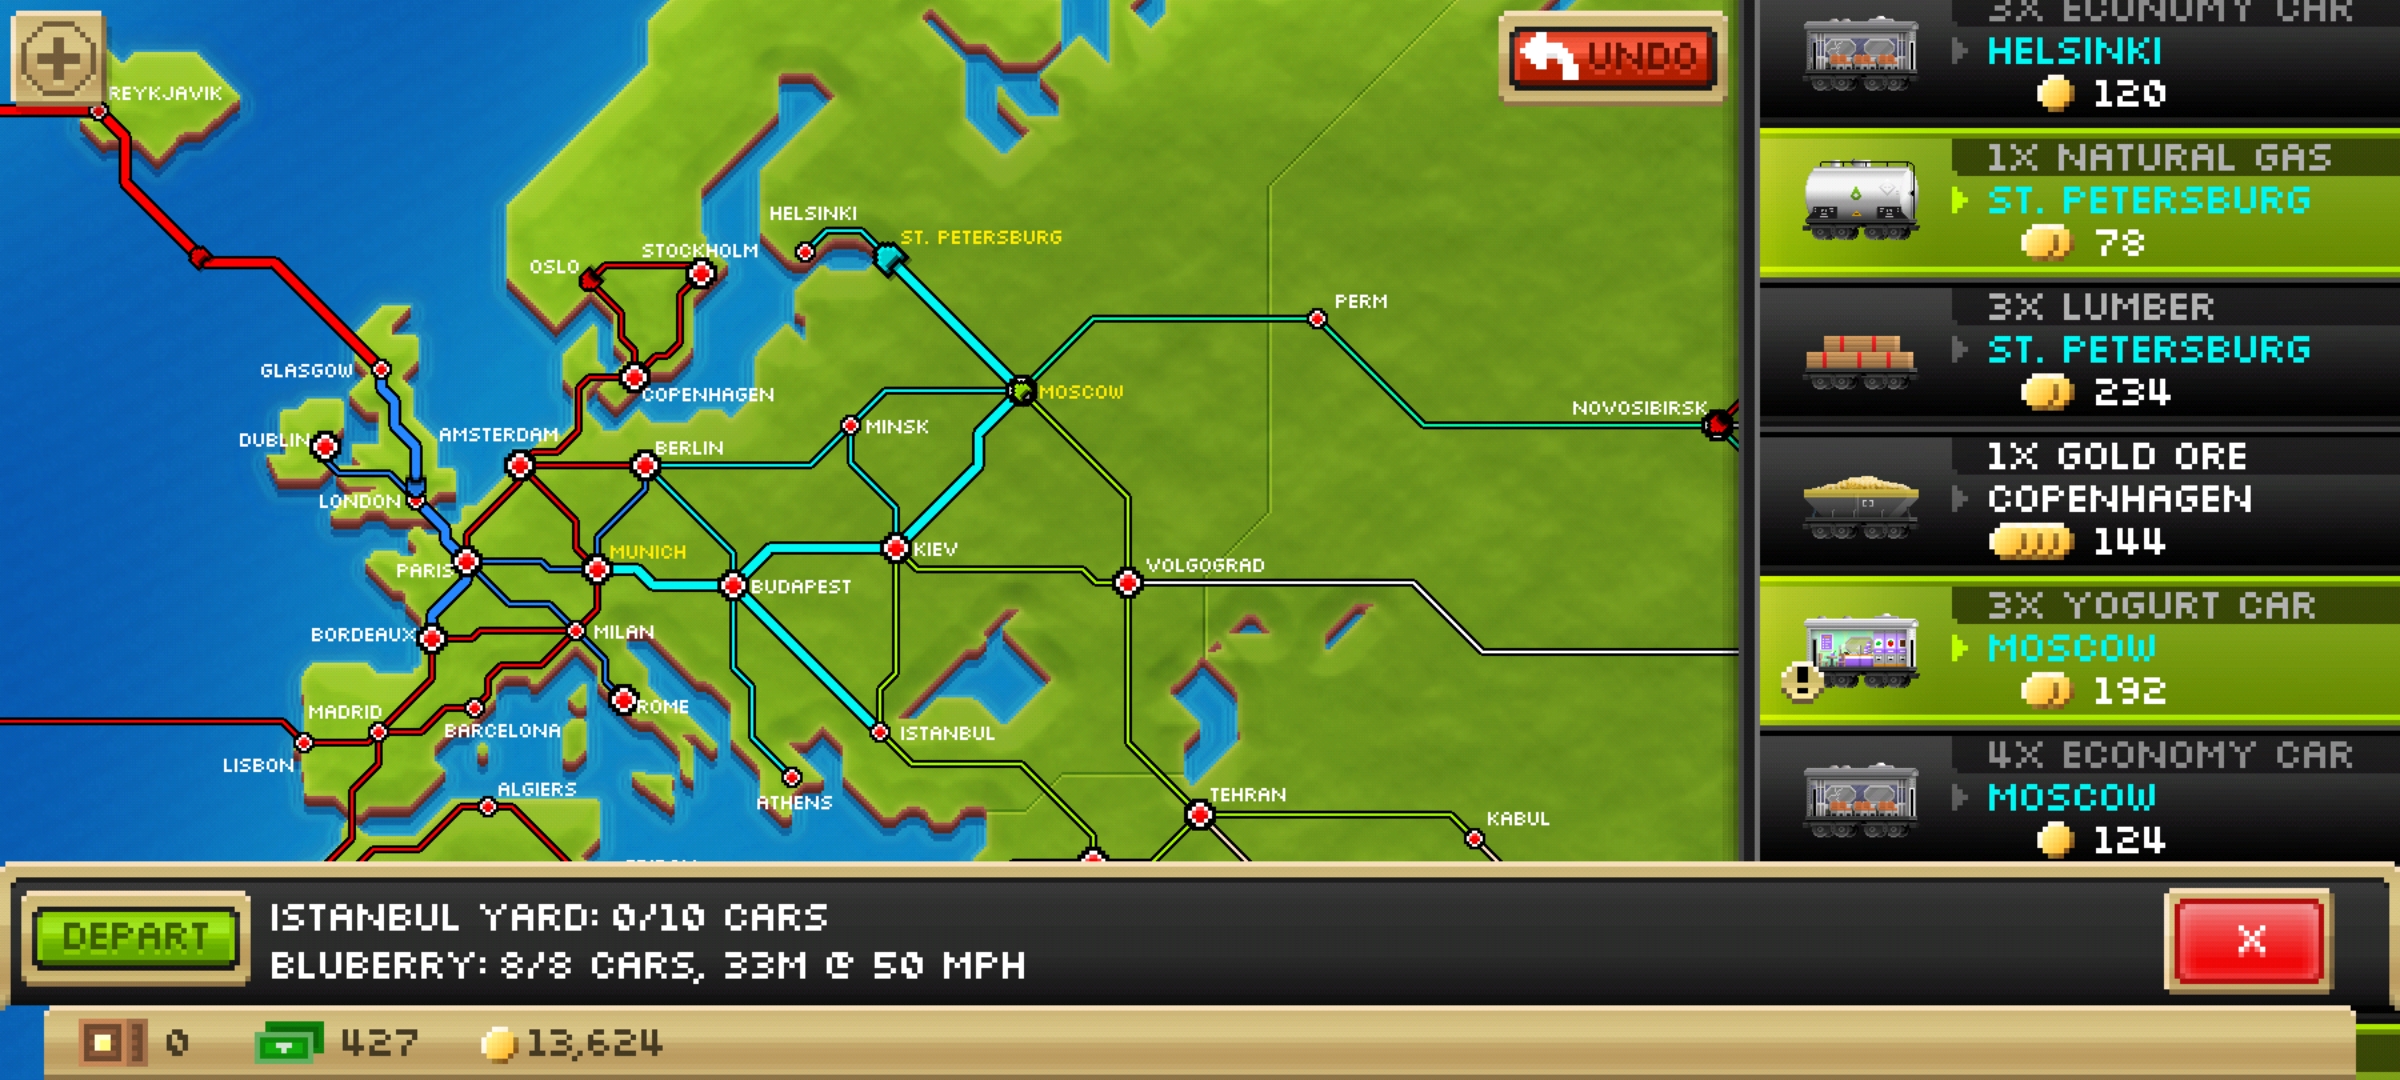 REYKJAVIK
UNDO
HELSINKI
ST. PETERSBURG
STOCKHOLM
OSLO
PERM
GLASGOW
COPENHAGEN
MOSCOW
NOVOSIBIRSK
DUBLIN
AMSTERDAM
BERLIN
MINSK
LONDON
PARIS
MUNICH
KIEV
VOLGOGRAD
BUDAPEST
BORDEAUX
MILAN
MADRID
ROME
BARCELONA
ISTANBUL
LISBON
ALGIERS
ATHENS
TEHRAN
KABUL
3X ECONOMY CAR
HELSINKI
120
1X NATURAL GAS
ST. PETERSBURG
78
3X LUMBER
ST. PETERSBURG
234
1X GOLD ORE
COPENHAGEN
144
3X YOGURT CAR
MOSCOW
192
4X ECONOMY CAR
MOSCOW
124
DEPART
ISTANBUL YARD: 0/10 CARS
BLUBERRY: 8/8 CARS, 33M @ 50 MPH
X
0
427
13,624